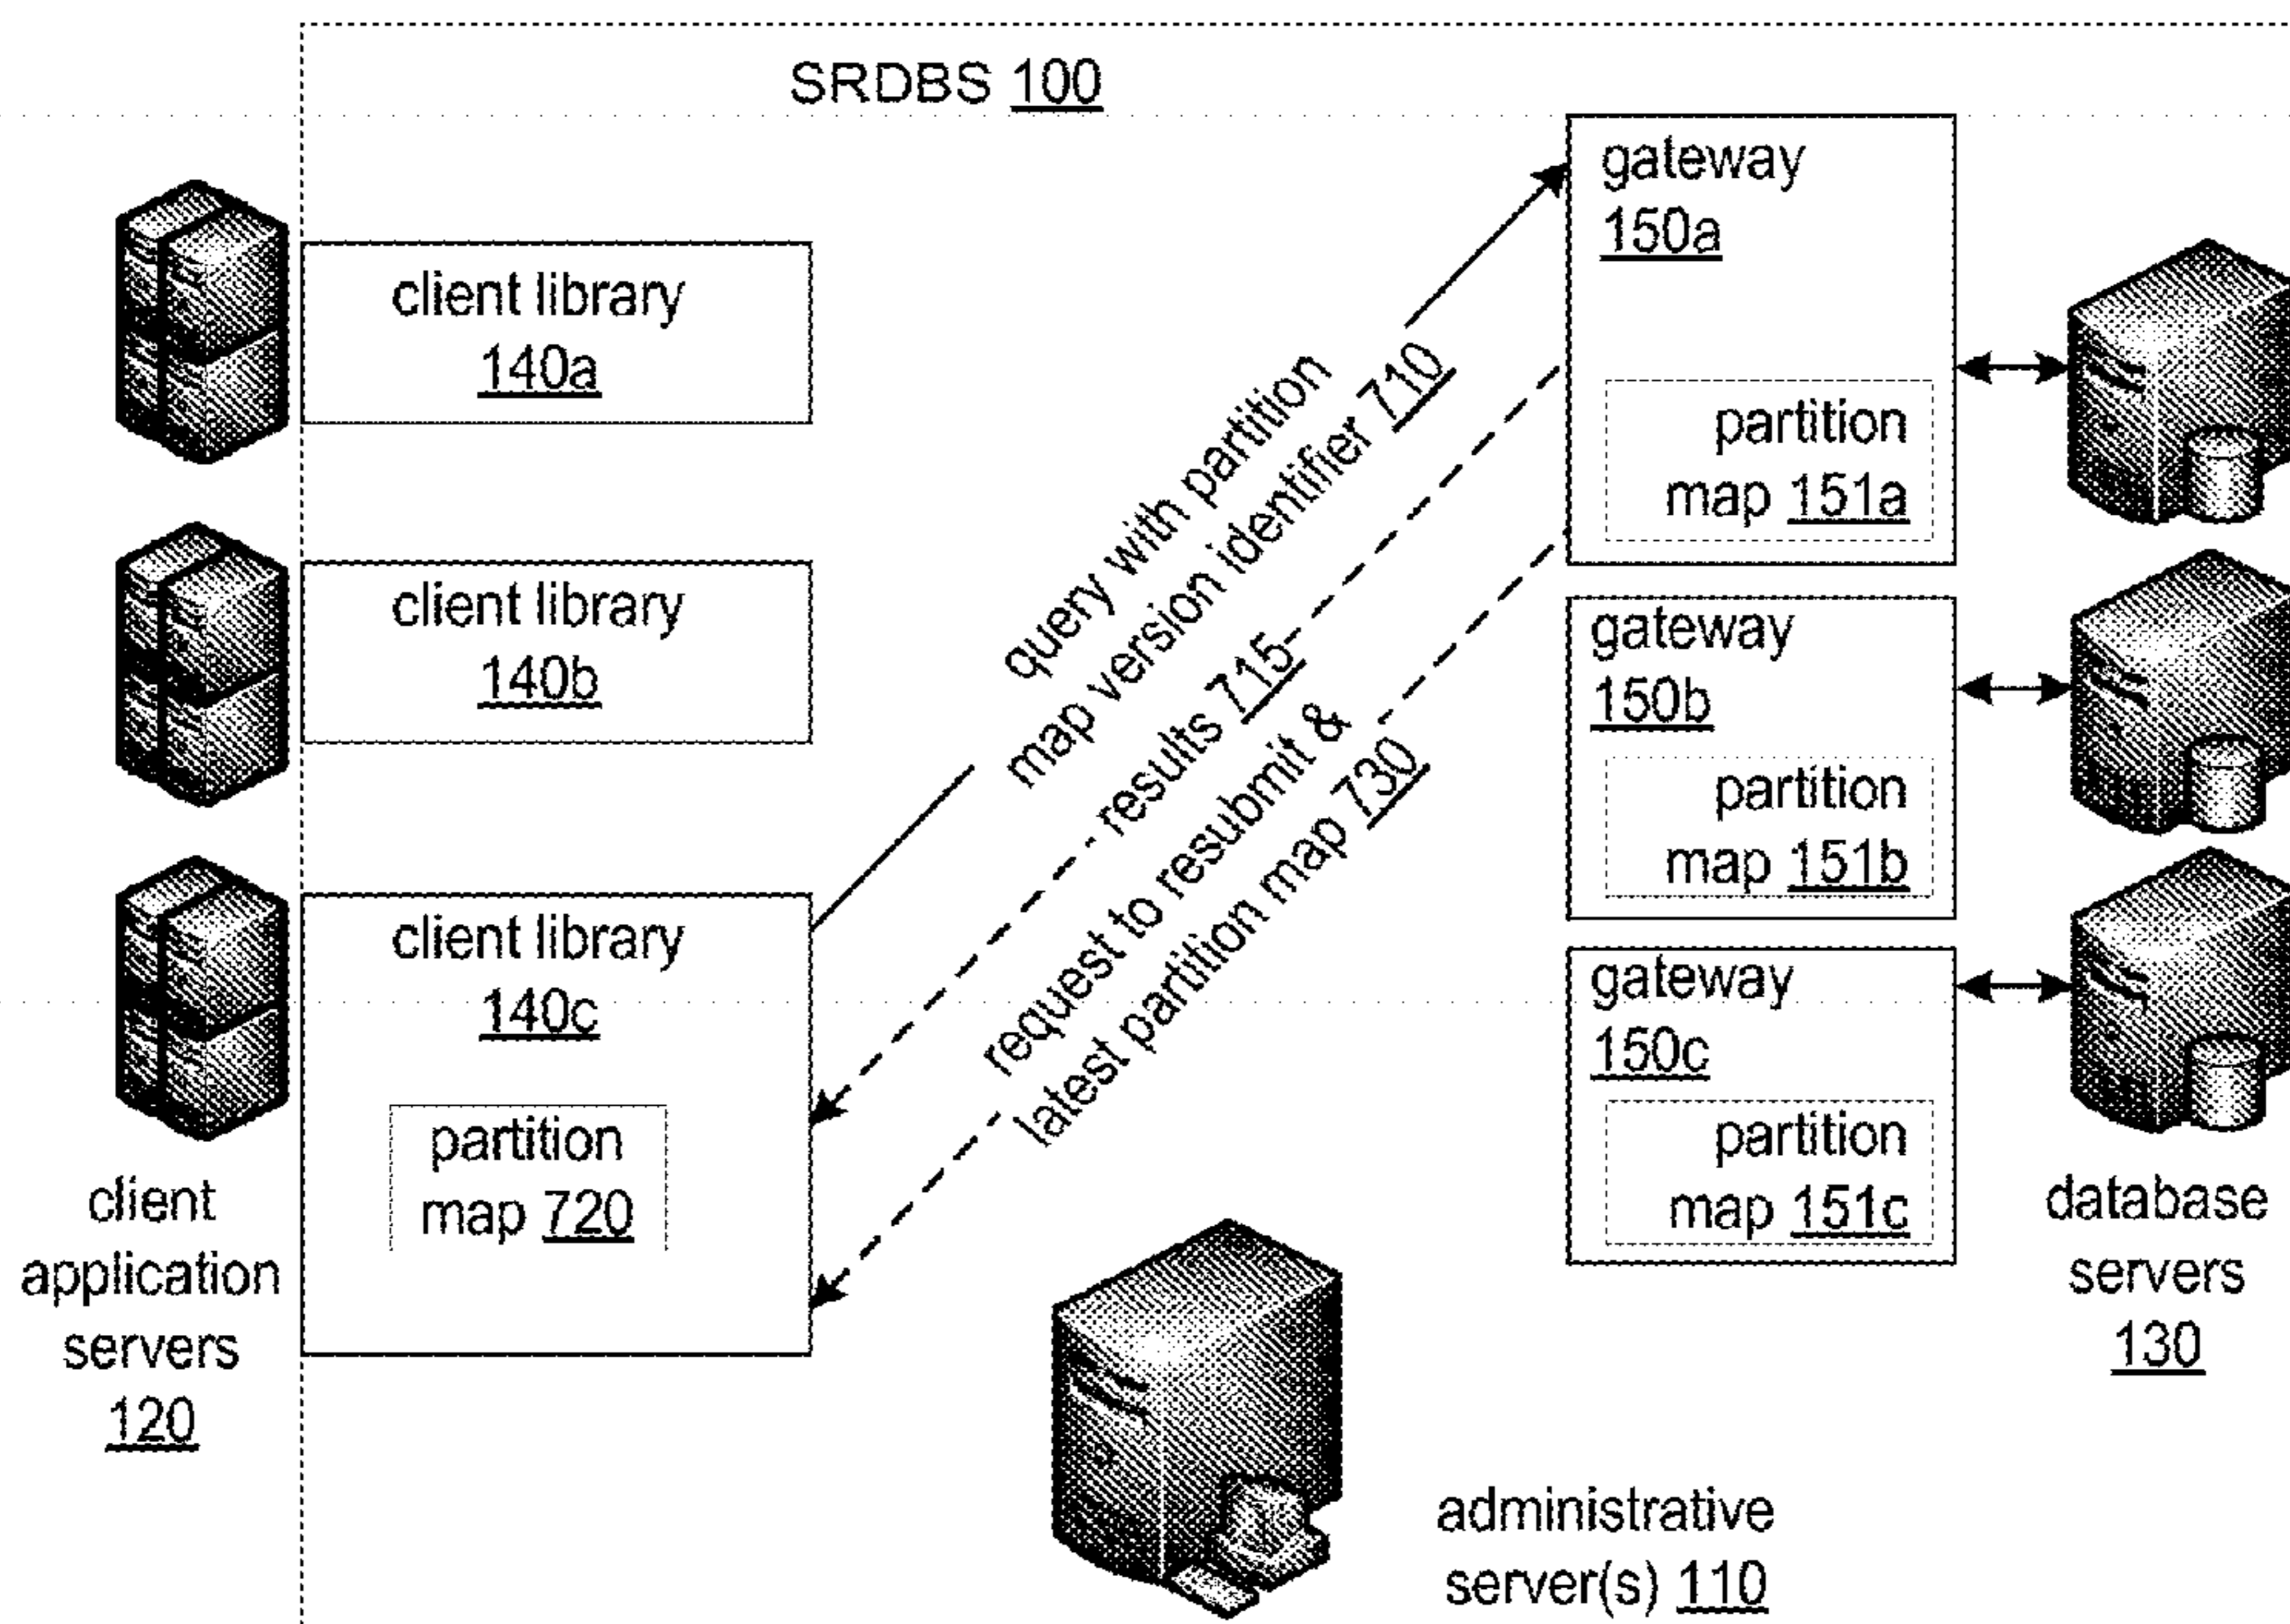 SRDBS 100
client library
140a
client library
140b
client library
140c
partition
map 720
client
application
servers
120
query with partition
map version identifier 710
results 715
request to resubmit &
latest partition map 730
gateway
150a
partition
map 151a
gateway
150b
partition
map 151b
gateway
150c
partition
map 151c
database
servers
130
administrative
server(s) 110